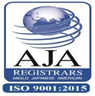 AJA
REGISTRARS
ANGLO JAPANESE AMERICAN
ISO 9001:2015